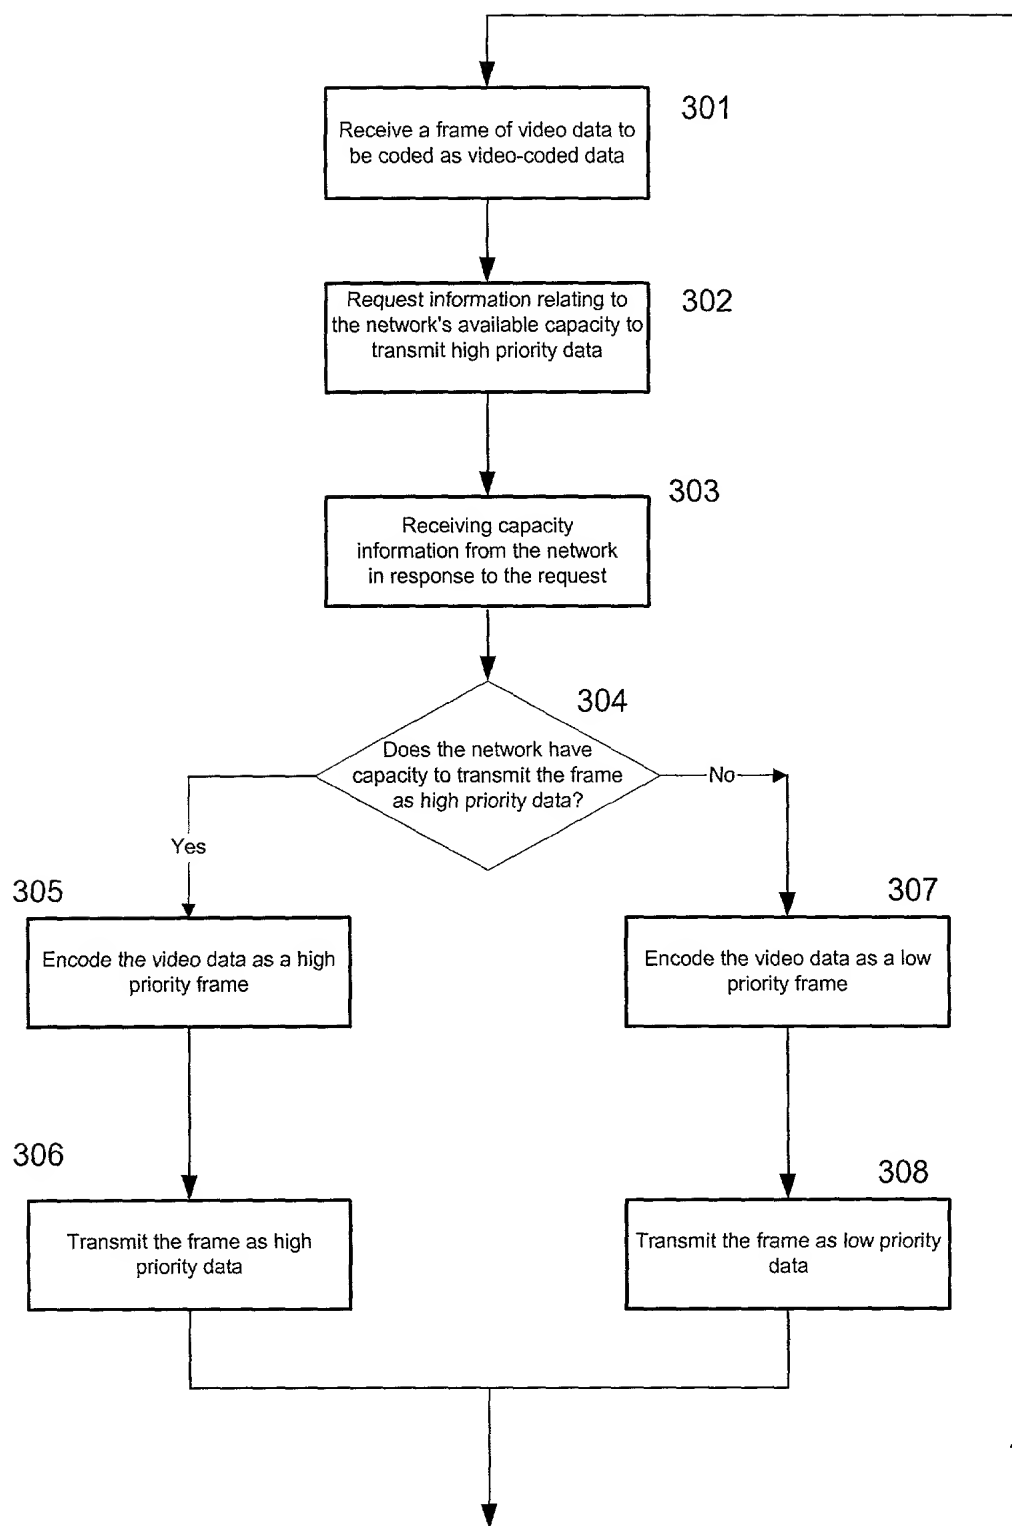 301
Receive a frame of video data to
be coded as video-coded data
302
Request information relating to
the network's available capacity to
transmit high priority data
303
Receiving capacity
information from the network
in response to the request
304
Does the network have
capacity to transmit the frame
as high priority data?
No
Yes
305
307
Encode the video data as a high
priority frame
Encode the video data as a low
priority frame
306
308
Transmit the frame as high
priority data
Transmit the frame as low priority
data